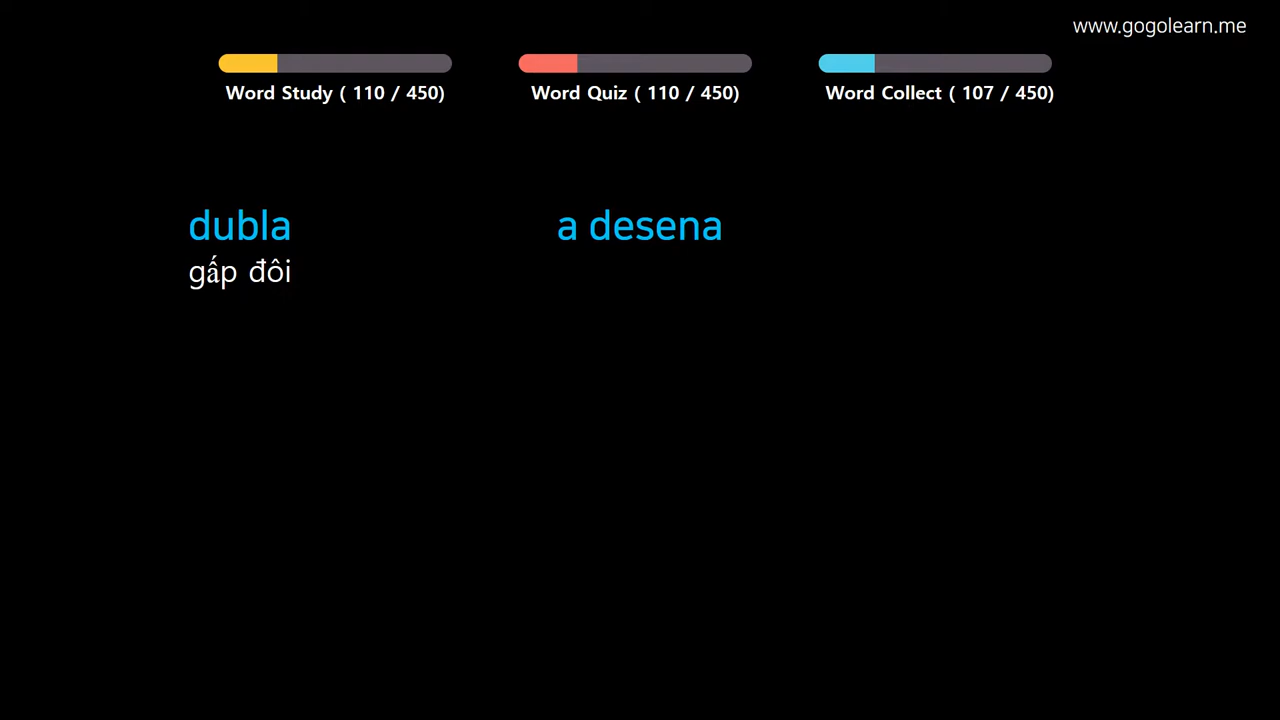 www.gogolearn.me
Word Study ( 110 / 450)
Word Quiz ( 110 / 450)
Word Collect ( 107 / 450)
dubla
a desena
gấp đôi